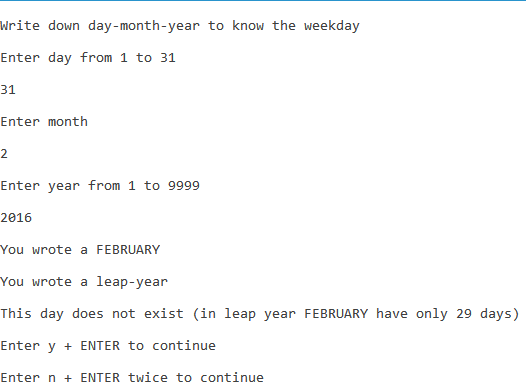 Write down day-month-year to know the weekday
Enter day from 1 to 31
31
Enter month
2
Enter year from 1 to 9999
2016
You wrote a FEBRUARY
You wrote a leap-year
This day does not exist (in leap year FEBRUARY have only 29 days)
Enter y + ENTER to continue
Enter n + ENTER twice to continue